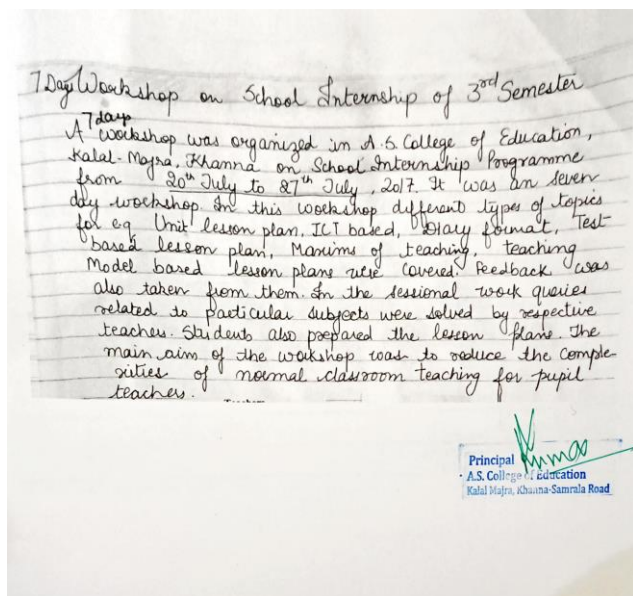 7 Day Workshop on School Internship of 3rd Semester
7 days
A workshop was organized in A.S. College of Education,
Kalal-Majra, Khanna on School Internship Programme
from 20th July to 27th July, 2017. It was an seven
day workshop. In this workshop different types of topics
for eg Unit lesson plan, ICT based, Diary format, Test
based lesson plan, Maxims of teaching, teaching
Model based lesson plans were covered. Feedback was
also taken from them. In the sessional work queries
related to particular subjects were solved by respective
teachers. Students also prepared the lesson plans. The
main aim of the workshop was to reduce the comple-
xities of normal classroom teaching for pupil
teachers.
Kumar
Principal
A.S. College of Education
Kalal Majra, Khanna-Samrala Road